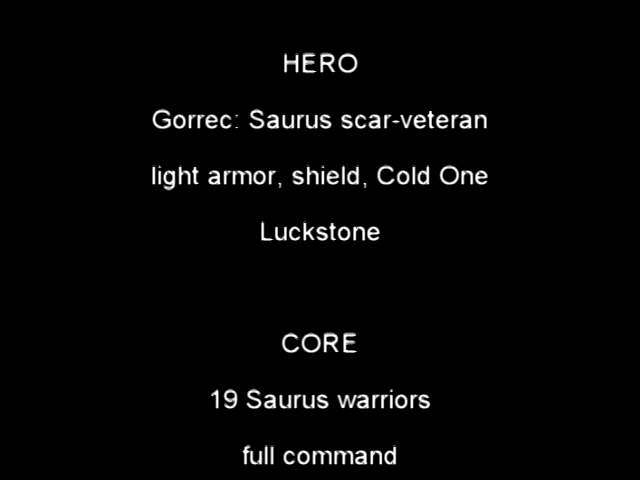 HERO
Gorrec: Saurus scar-veteran
light armor, shield, Cold One
Luckstone
CORE
19 Saurus warriors
full command